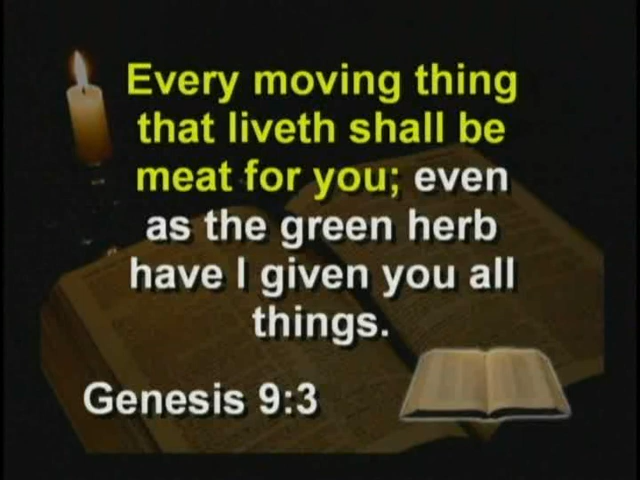 Every moving thing
that liveth shall be
meat for you; even
as the green herb
have I given you all
things.
Genesis 9:3